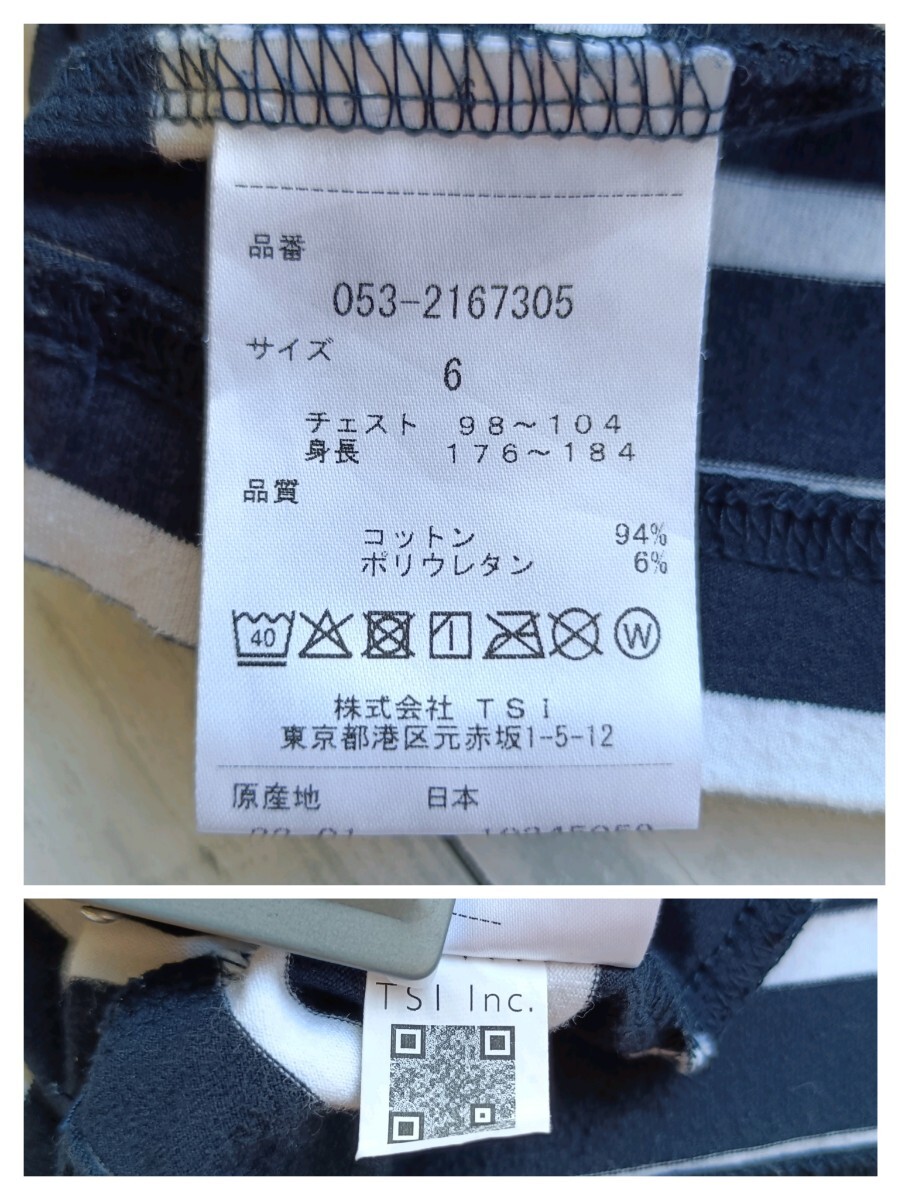 品番
053-2167305
サイズ
6
チェスト 98～104
身長 176～184
品質
コットン 94%
ポリウレタン 6%
40
W
株式会社 TSI
東京都港区元赤坂1-5-12
原産地 日本
TSI Inc.